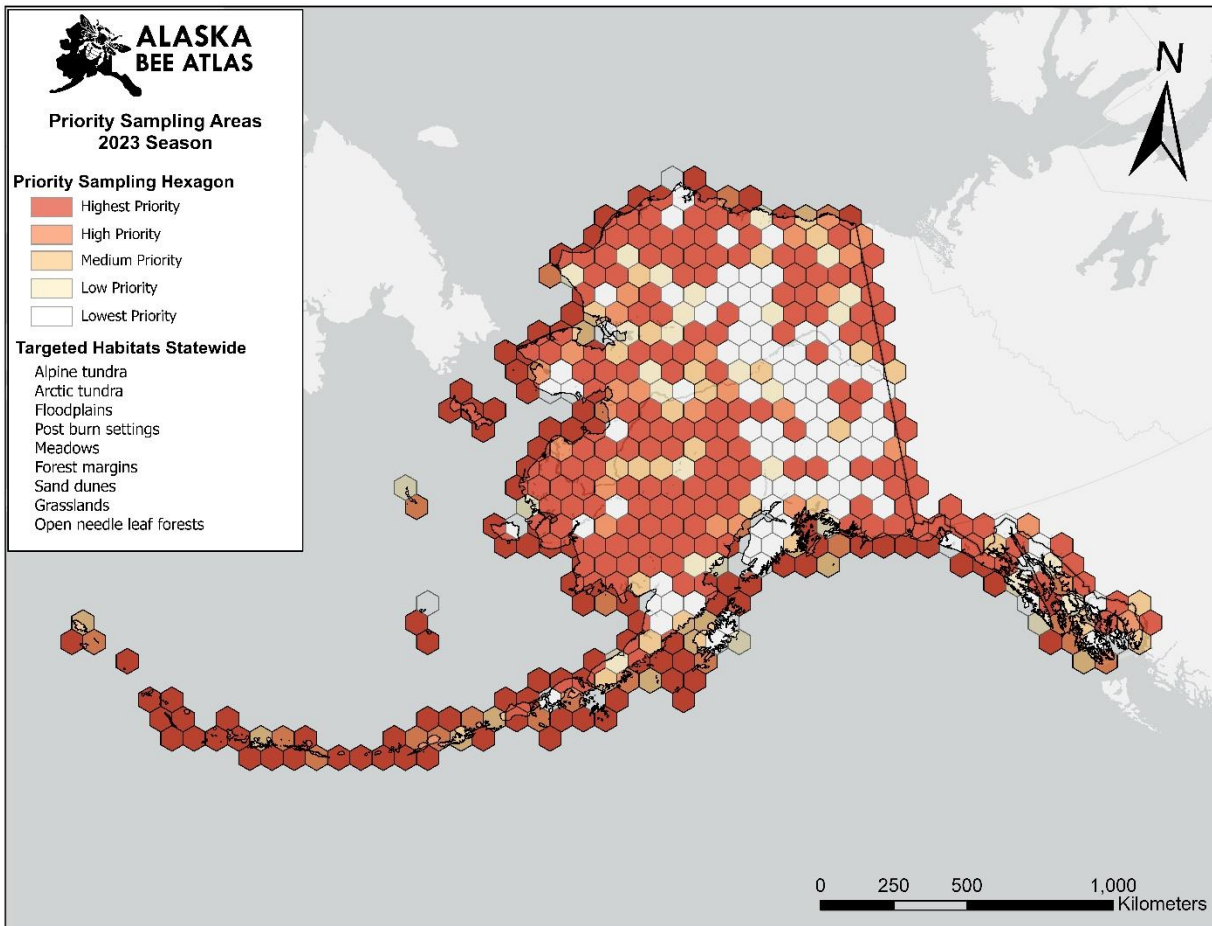 ALASKA
BEE ATLAS
Priority Sampling Areas
2023 Season
Priority Sampling Hexagon
Highest Priority
High Priority
Medium Priority
Low Priority
Lowest Priority
Targeted Habitats Statewide
Alpine tundra
Arctic tundra
Floodplains
Post burn settings
Meadows
Forest margins
Sand dunes
Grasslands
Open needle leaf forests
N
0 250 500 1,000
Kilometers